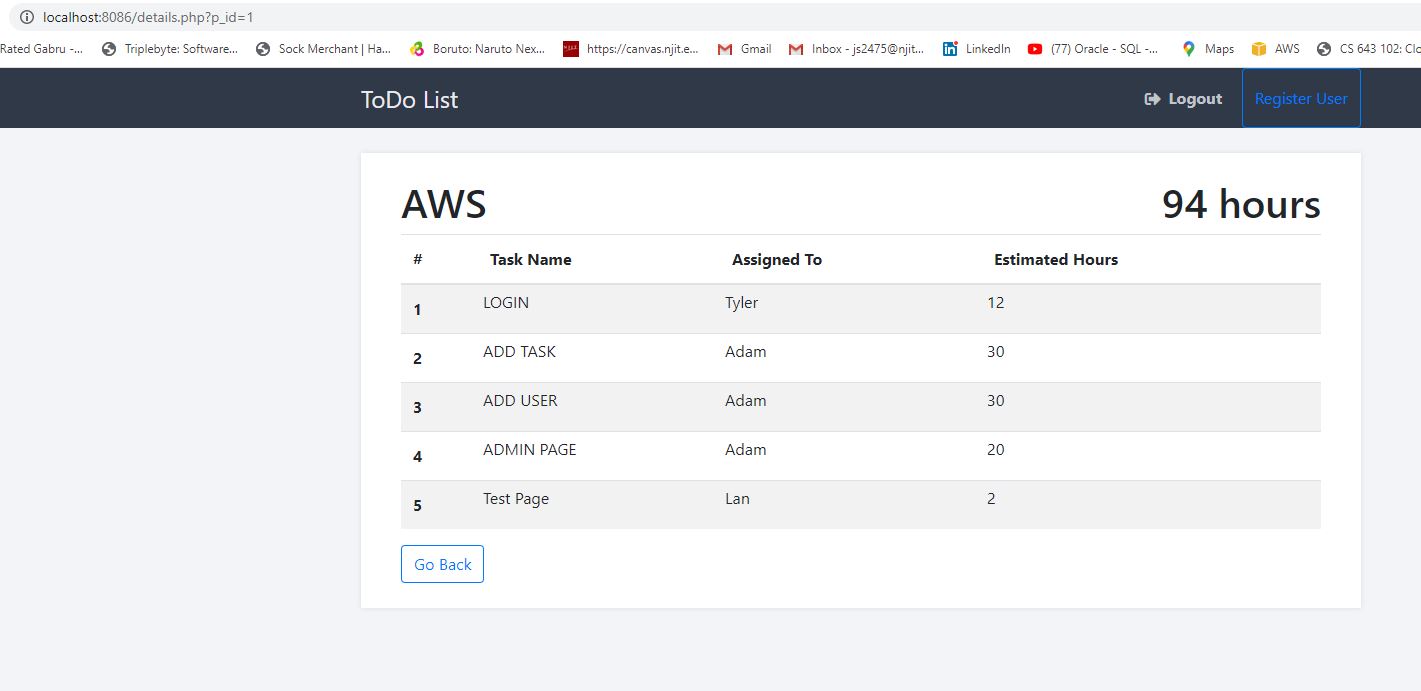 localhost:8086/details.php?p_id=1
Rated Gabru -... Triplebyte: Software... Sock Merchant | Ha... Boruto: Naruto Nex... https://canvas.njit.e... Gmail Inbox - js2475@njit... LinkedIn (77) Oracle - SQL -... Maps AWS CS 643 102: Clo
ToDo List Logout Register User
AWS 94 hours
# Task Name Assigned To Estimated Hours
1 LOGIN Tyler 12
2 ADD TASK Adam 30
3 ADD USER Adam 30
4 ADMIN PAGE Adam 20
5 Test Page Lan 2
Go Back